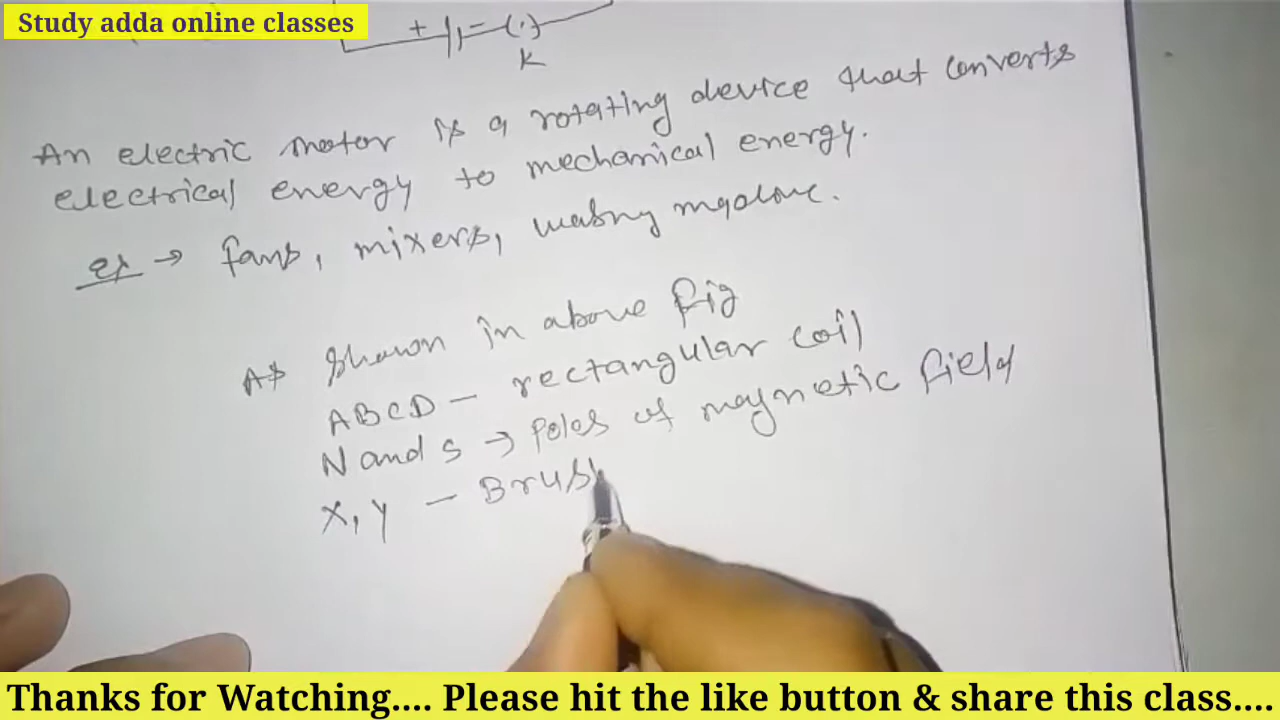 Study adda online classes
+ - (·)
K
An electric motor is a rotating device that converts
electrical energy to mechanical energy.
ex → fans, mixers,
As shown in above fig
ABCD - rectangular coil
N and S → Poles of magnetic field
X, Y - Brush
Thanks for Watching.... Please hit the like button & share this class....